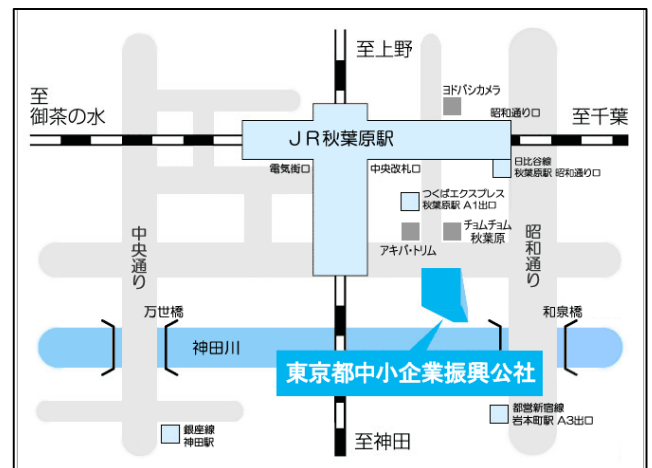 至上野
至
御茶の水
ヨドバシカメラ
昭和通り口
至千葉
ＪＲ秋葉原駅
電気街口
中央改札口
日比谷線
秋葉原駅 昭和通り口
つくばエクスプレス
秋葉原駅 A1出口
チョムチョム
秋葉原
アキバ・トリム
中央通り
昭和通り
万世橋
和泉橋
神田川
東京都中小企業振興公社
銀座線
神田駅
至神田
都営新宿線
岩本町駅 A3出口